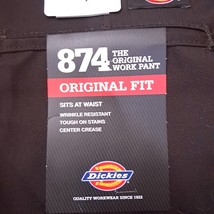 874 THE ORIGINAL WORK PANT
ORIGINAL FIT
SITS AT WAIST
WRINKLE RESISTANT
TOUGH ON STAINS
CENTER CREASE
Dickies
QUALITY WORKWEAR SINCE 1922